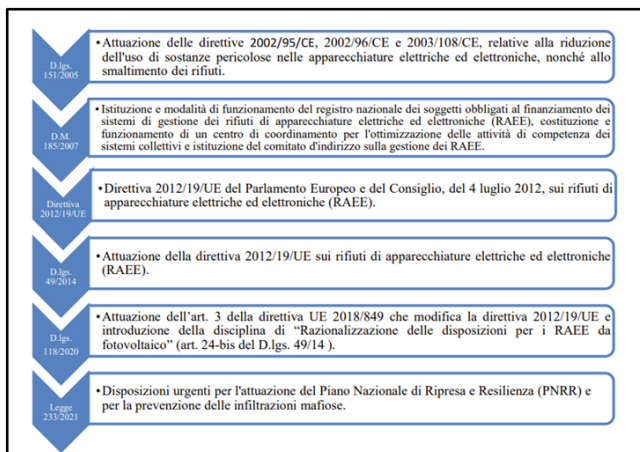 D.lgs.
151/2005
•Attuazione delle direttive 2002/95/CE, 2002/96/CE e 2003/108/CE, relative alla riduzione
dell'uso di sostanze pericolose nelle apparecchiature elettriche ed elettroniche, nonché allo
smaltimento dei rifiuti.
D.M.
185/2007
•Istituzione e modalità di funzionamento del registro nazionale dei soggetti obbligati al finanziamento dei
sistemi di gestione dei rifiuti di apparecchiature elettriche ed elettroniche (RAEE), costituzione e
funzionamento di un centro di coordinamento per l'ottimizzazione delle attività di competenza dei
sistemi collettivi e istituzione del comitato d'indirizzo sulla gestione dei RAEE.
Direttiva
2012/19/UE
•Direttiva 2012/19/UE del Parlamento Europeo e del Consiglio, del 4 luglio 2012, sui rifiuti di
apparecchiature elettriche ed elettroniche (RAEE).
D.lgs.
49/2014
•Attuazione della direttiva 2012/19/UE sui rifiuti di apparecchiature elettriche ed elettroniche
(RAEE).
D.lgs.
118/2020
•Attuazione dell'art. 3 della direttiva UE 2018/849 che modifica la direttiva 2012/19/UE e
introduzione della disciplina di “Razionalizzazione delle disposizioni per i RAEE da
fotovoltaico” (art. 24-bis del D.lgs. 49/14 ).
Legge
233/2021
•Disposizioni urgenti per l'attuazione del Piano Nazionale di Ripresa e Resilienza (PNRR) e
per la prevenzione delle infiltrazioni mafiose.